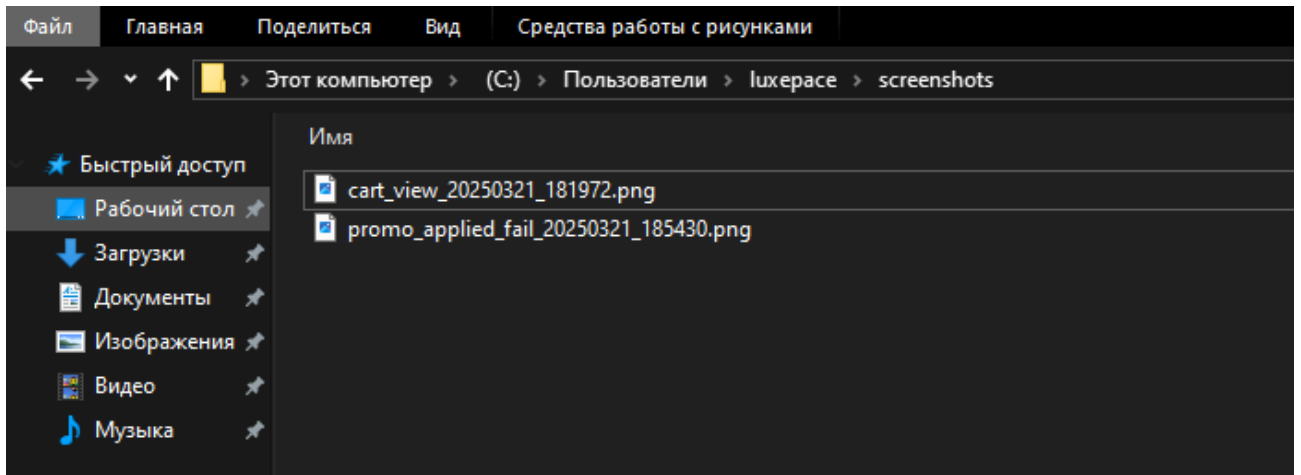 Файл Главная Поделиться Вид Средства работы с рисунками
Этот компьютер > (C:) > Пользователи > luxepace > screenshots
Имя
Быстрый доступ
Рабочий стол
Загрузки
Документы
Изображения
Видео
Музыка
cart_view_20250321_181972.png
promo_applied_fail_20250321_185430.png